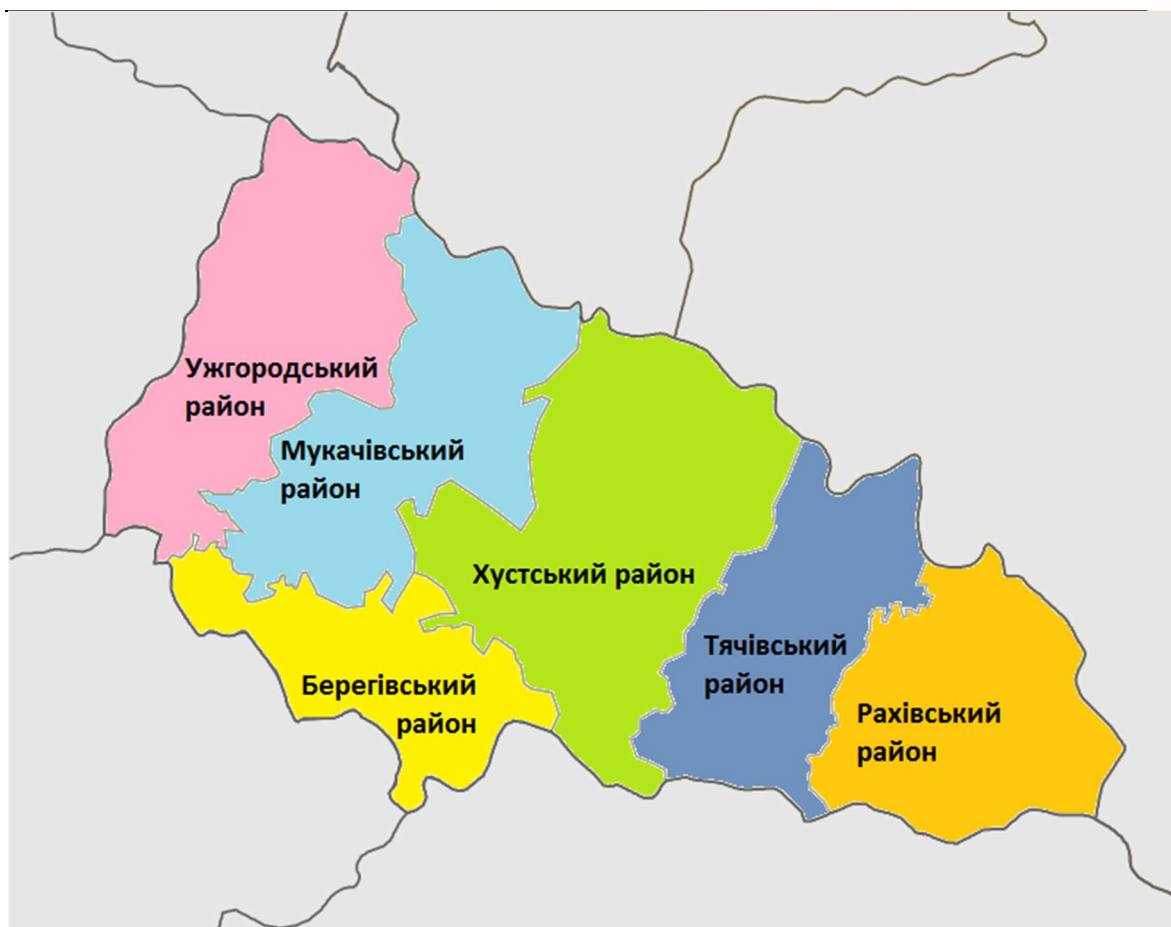 Ужгородський
район
Мукачівський
район
Хустський район
Тячівський
район
Берегівський
район
Рахівський
район